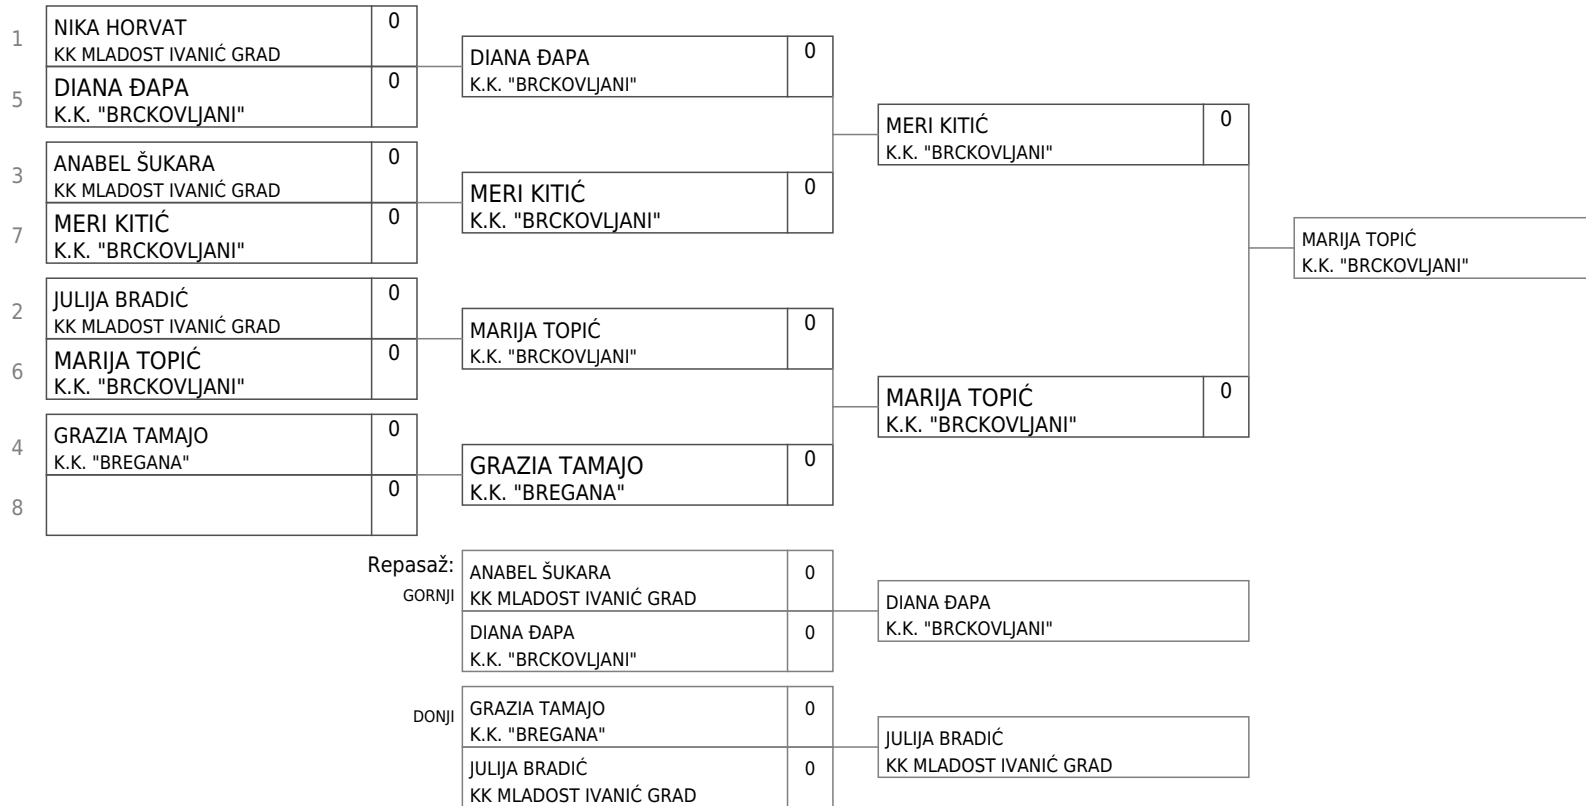 1
NIKA HORVAT
KK MLADOST IVANIĆ GRAD
0
5
DIANA ĐAPA
K.K. "BRCKOVLJANI"
0
3
ANABEL ŠUKARA
KK MLADOST IVANIĆ GRAD
0
7
MERI KITIĆ
K.K. "BRCKOVLJANI"
0
2
JULIJA BRADIĆ
KK MLADOST IVANIĆ GRAD
0
6
MARIJA TOPIĆ
K.K. "BRCKOVLJANI"
0
4
GRAZIA TAMAJO
K.K. "BREGANA"
0
8
0
DIANA ĐAPA
K.K. "BRCKOVLJANI"
0
MERI KITIĆ
K.K. "BRCKOVLJANI"
0
MARIJA TOPIĆ
K.K. "BRCKOVLJANI"
0
GRAZIA TAMAJO
K.K. "BREGANA"
0
MERI KITIĆ
K.K. "BRCKOVLJANI"
0
MARIJA TOPIĆ
K.K. "BRCKOVLJANI"
0
MARIJA TOPIĆ
K.K. "BRCKOVLJANI"
Repasaž:
GORNJI
ANABEL ŠUKARA
KK MLADOST IVANIĆ GRAD
0
DIANA ĐAPA
K.K. "BRCKOVLJANI"
0
DIANA ĐAPA
K.K. "BRCKOVLJANI"
DONJI
GRAZIA TAMAJO
K.K. "BREGANA"
0
JULIJA BRADIĆ
KK MLADOST IVANIĆ GRAD
0
JULIJA BRADIĆ
KK MLADOST IVANIĆ GRAD